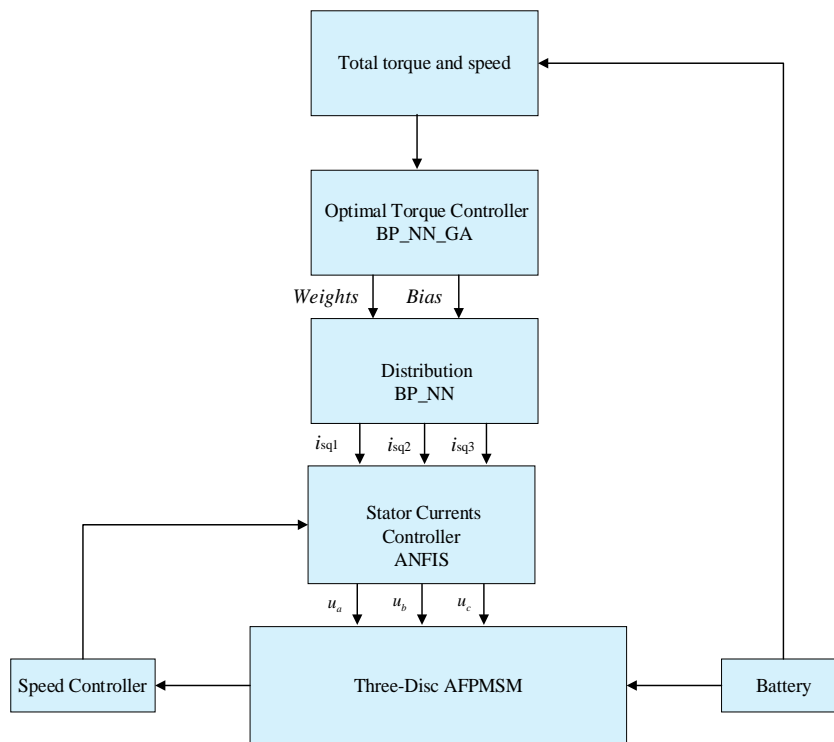 Total torque and speed
Optimal Torque Controller
BP_NN_GA
Weights Bias
Distribution
BP_NN
isq1 isq2 isq3
Stator Currents
Controller
ANFIS
ua ub uc
Speed Controller Three-Disc AFPMSM Battery